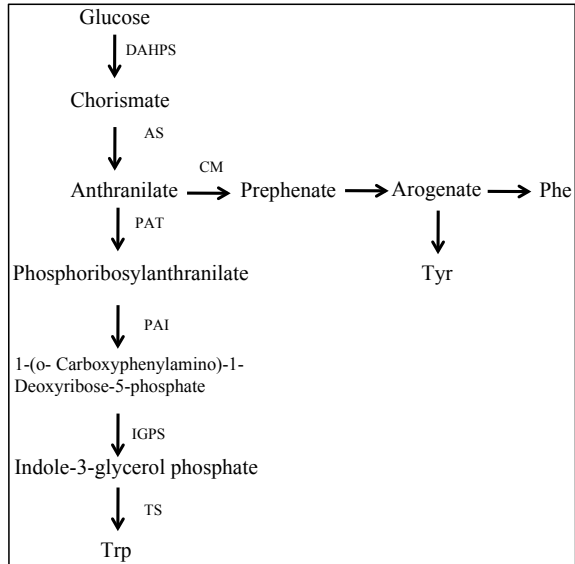 Glucose
DAHPS
Chorismate
AS
CM
Anthranilate
Prephenate
Arogenate
Phe
PAT
Phosphoribosylanthranilate
Tyr
PAI
1-(o- Carboxyphenylamino)-1-
Deoxyribose-5-phosphate
IGPS
Indole-3-glycerol phosphate
TS
Trp